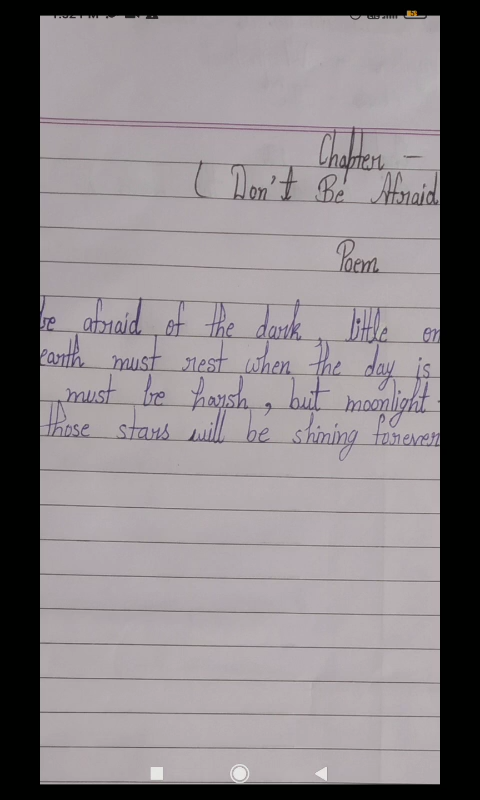 Chapter -
( Don't Be Afraid
Poem
be afraid of the dark, little on
earth must rest when the day is
must be harsh, but moonlight
those stars will be shining forever